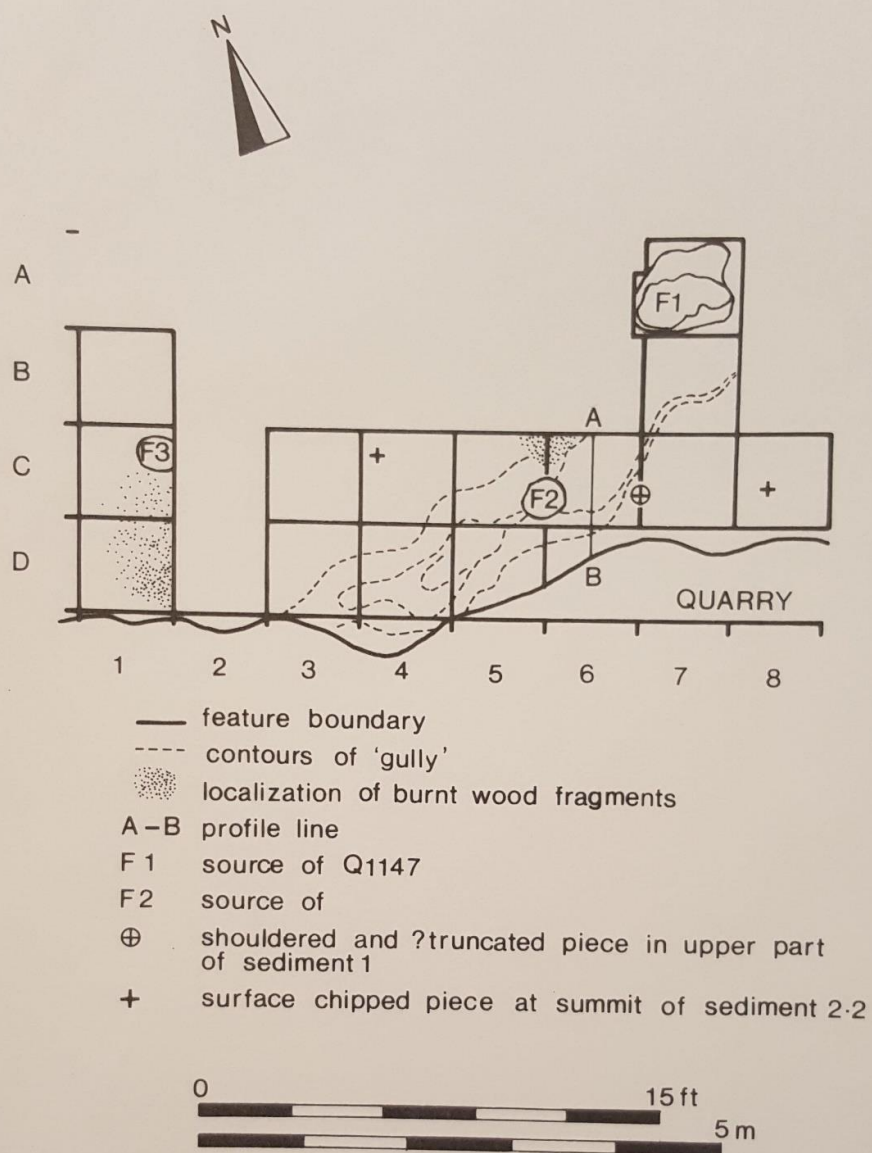 N
A
F1
B
A
C
F3
F2
D
B
QUARRY
1 2 3 4 5 6 7 8
feature boundary
contours of 'gully'
localization of burnt wood fragments
A-B profile line
F1 source of Q1147
F2 source of
⊕ shouldered and ?truncated piece in upper part
of sediment 1
+ surface chipped piece at summit of sediment 2·2
0 15 ft
5 m